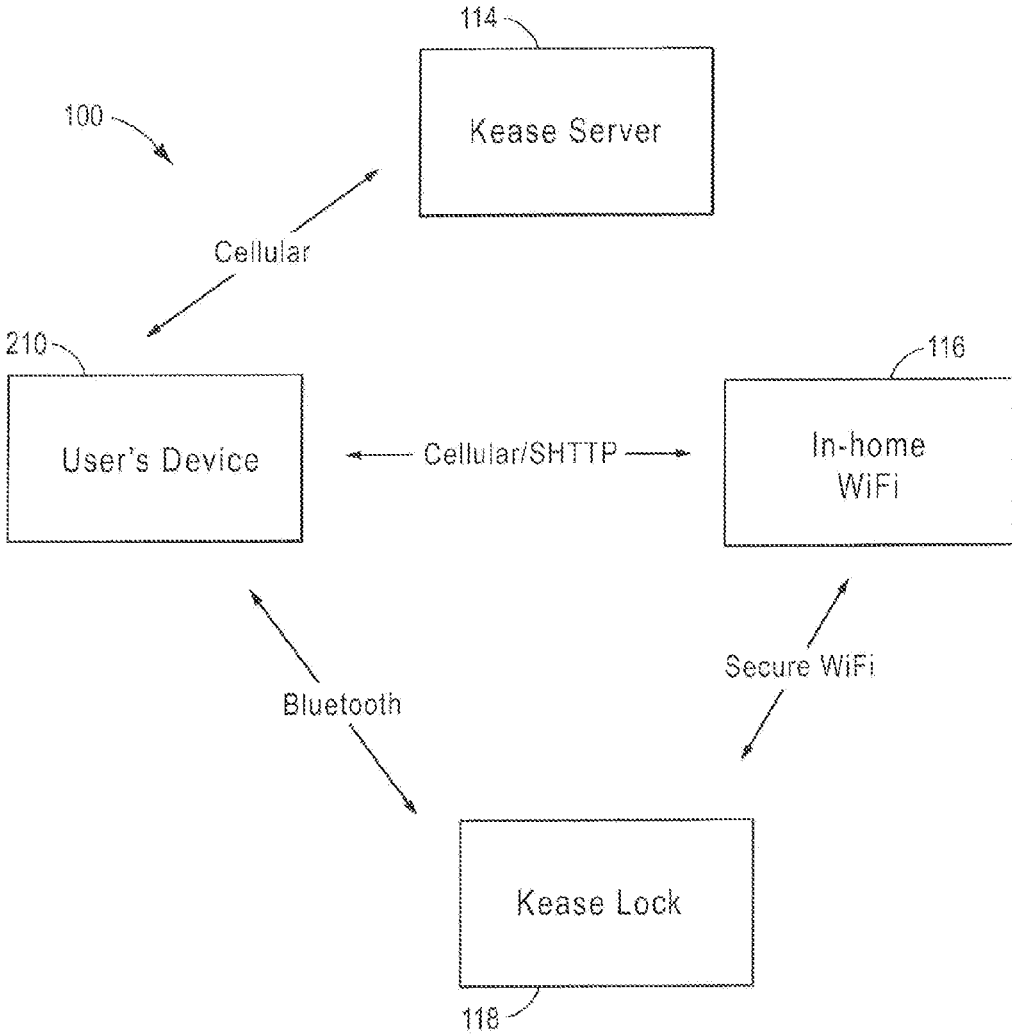 114
Kease Server
100
Cellular
210
User's Device
Cellular/SHTTP
116
In-home
WiFi
Secure WiFi
Bluetooth
Kease Lock
118